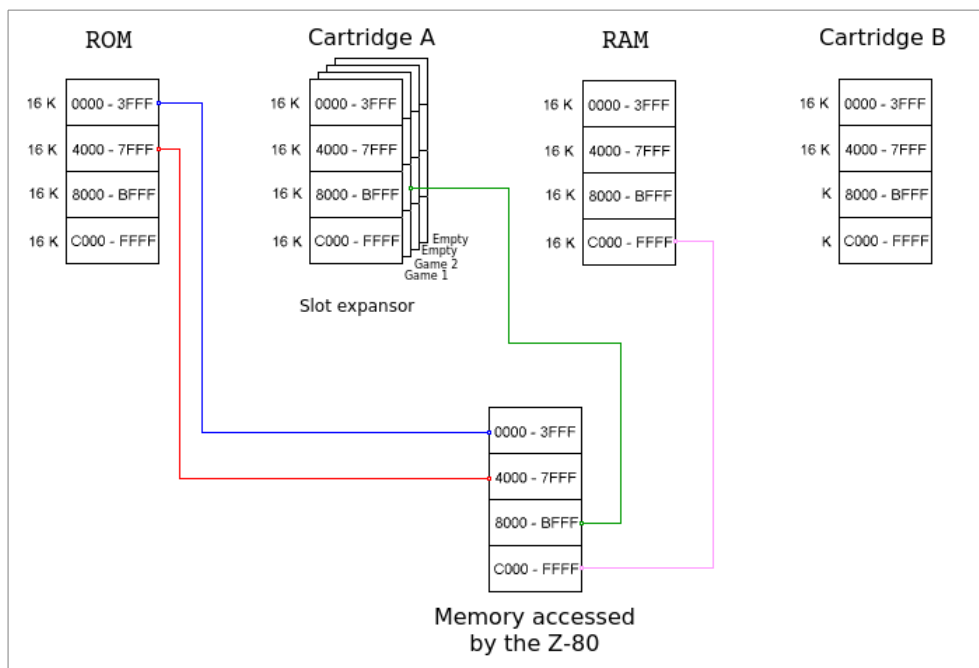 ROM
Cartridge A
RAM
Cartridge B
16 K 0000 - 3FFF
16 K 4000 - 7FFF
16 K 8000 - BFFF
16 K C000 - FFFF
16 K 0000 - 3FFF
16 K 4000 - 7FFF
16 K 8000 - BFFF
16 K C000 - FFFF
Empty
Empty
Game 2
Game 1
Slot expansor
16 K 0000 - 3FFF
16 K 4000 - 7FFF
16 K 8000 - BFFF
16 K C000 - FFFF
16 K 0000 - 3FFF
16 K 4000 - 7FFF
K 8000 - BFFF
K C000 - FFFF
0000 - 3FFF
4000 - 7FFF
8000 - BFFF
C000 - FFFF
Memory accessed
by the Z-80